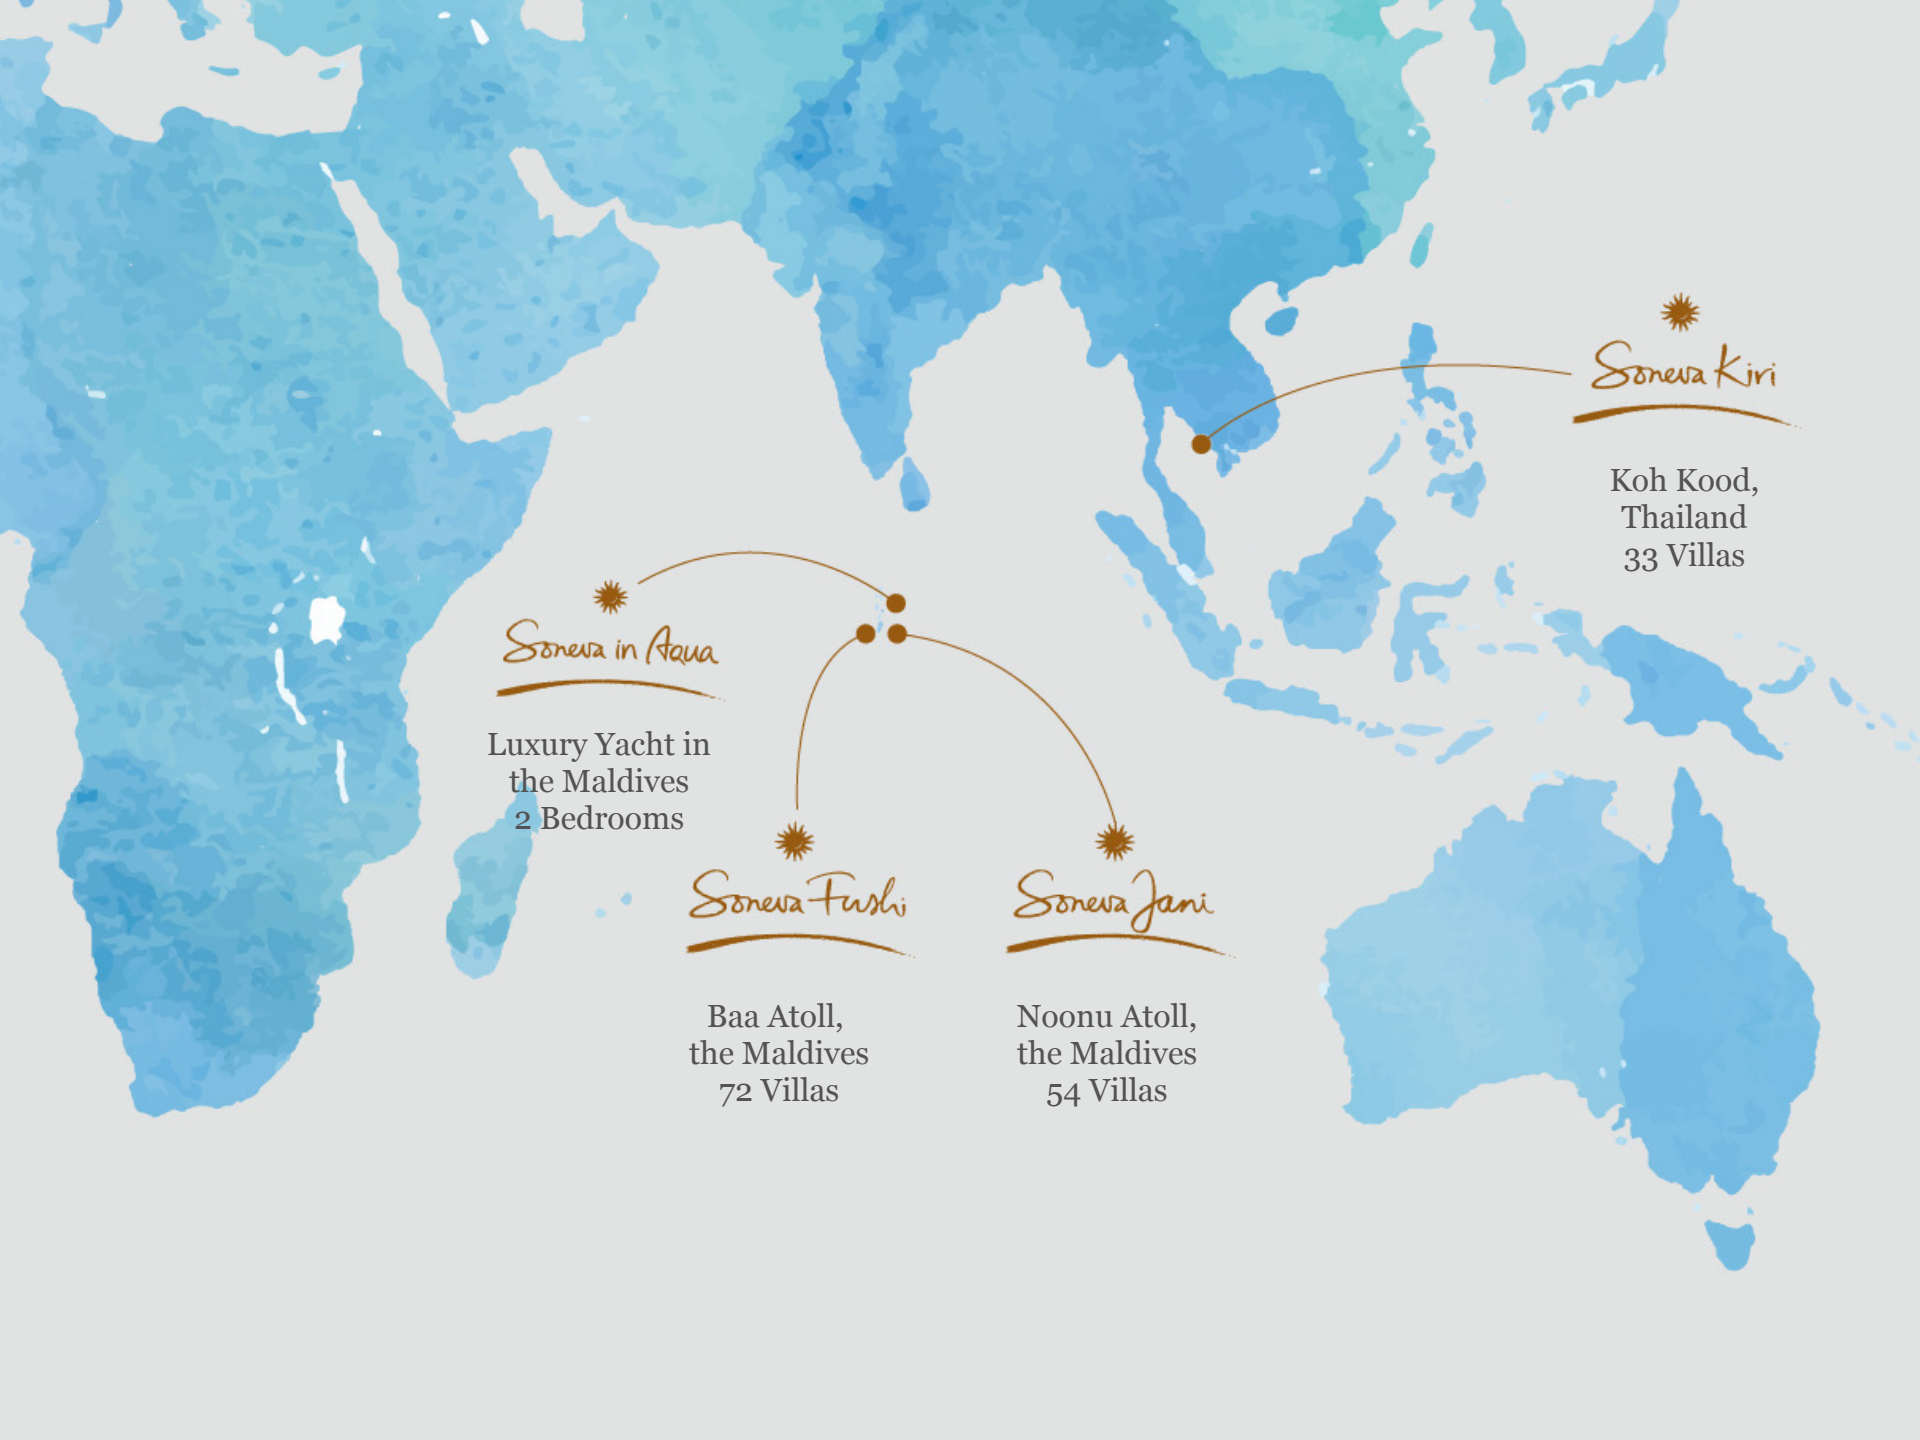 Soneva Kiri
Koh Kood,
Thailand
33 Villas
Soneva in Aqua
Luxury Yacht in
the Maldives
2 Bedrooms
Soneva Fushi
Baa Atoll,
the Maldives
72 Villas
Soneva Jani
Noonu Atoll,
the Maldives
54 Villas